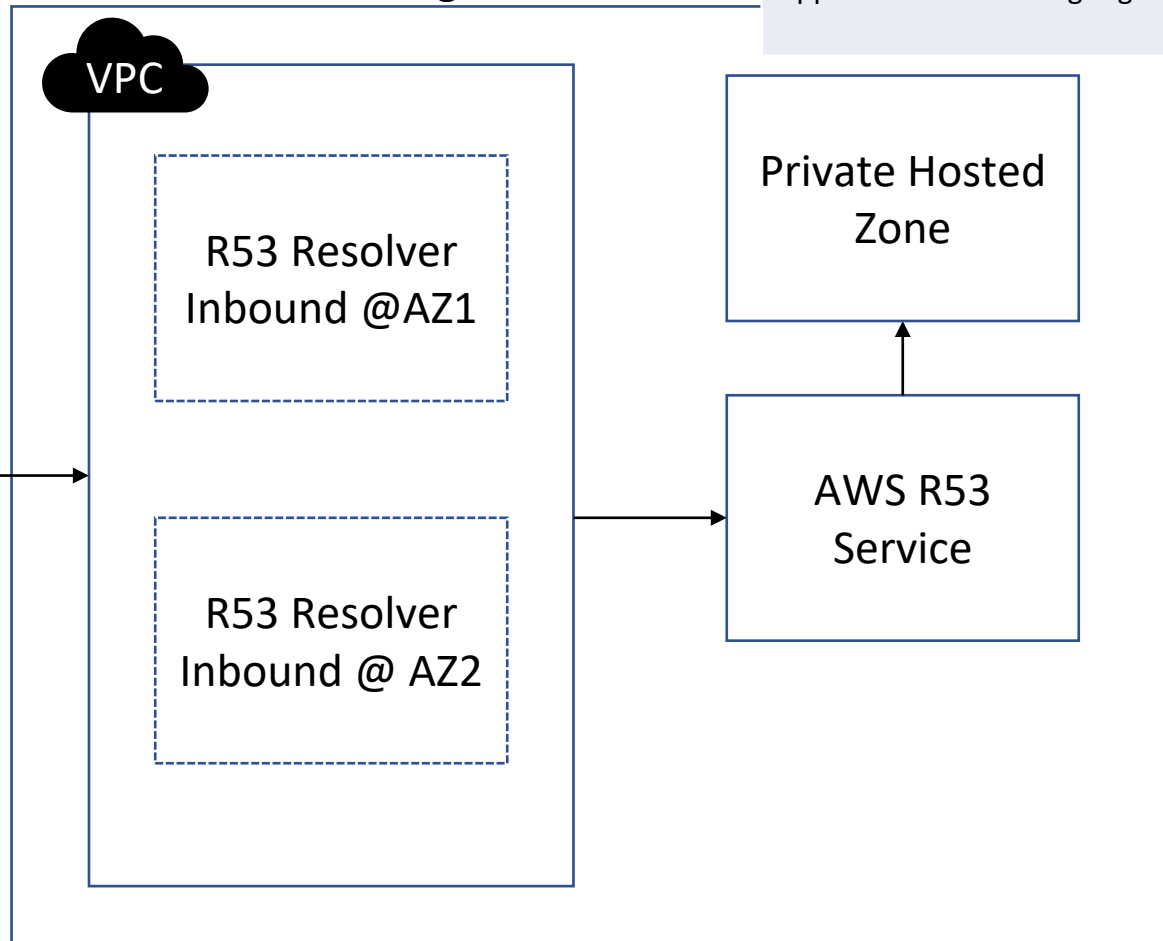 VPC
R53 Resolver
Inbound @AZ1
R53 Resolver
Inbound @ AZ2
Private Hosted
Zone
AWS R53
Service